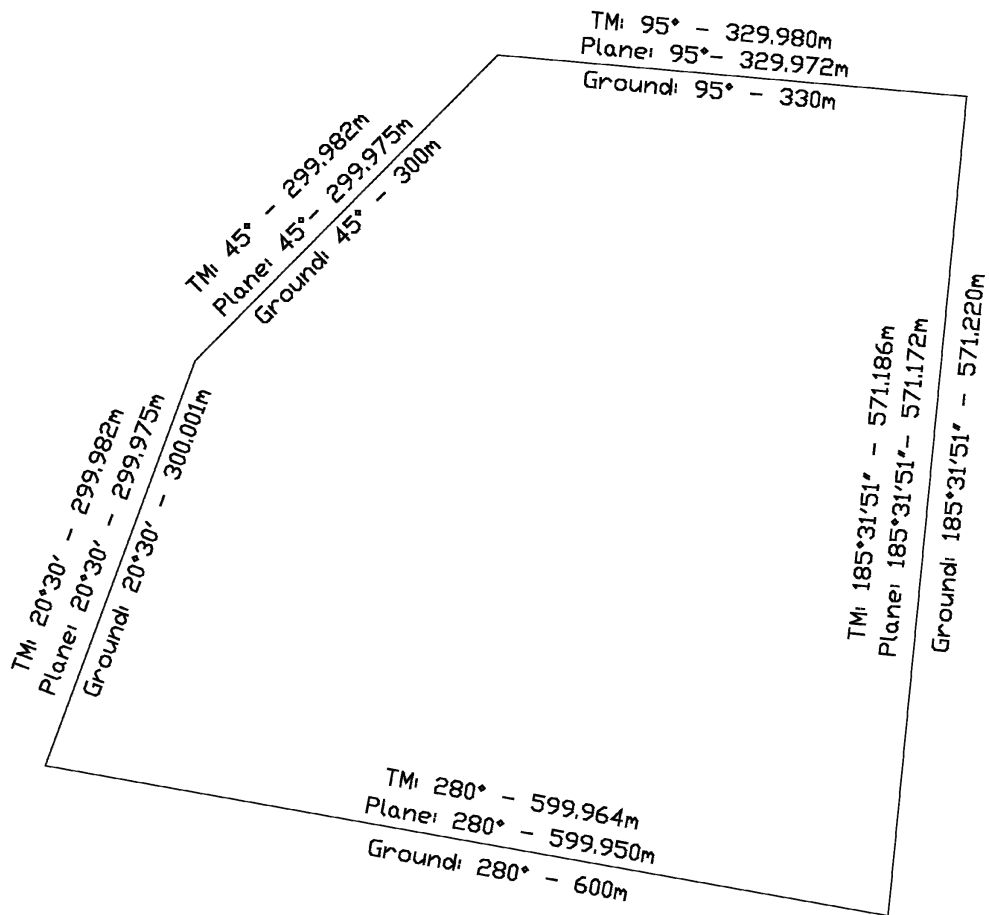 TM: 95° - 329.980m
Plane: 95°- 329.972m
Ground: 95° - 330m
TM: 45° - 299.982m
Plane: 45°- 299.975m
Ground: 45° - 300m
TM: 20°30' - 299.982m
Plane: 20°30' - 299.975m
Ground: 20°30' - 300.001m
TM: 185°31'51" - 571.186m
Plane: 185°31'51"- 571.172m
Ground: 185°31'51" - 571.220m
TM: 280° - 599.964m
Plane: 280° - 599.950m
Ground: 280° - 600m